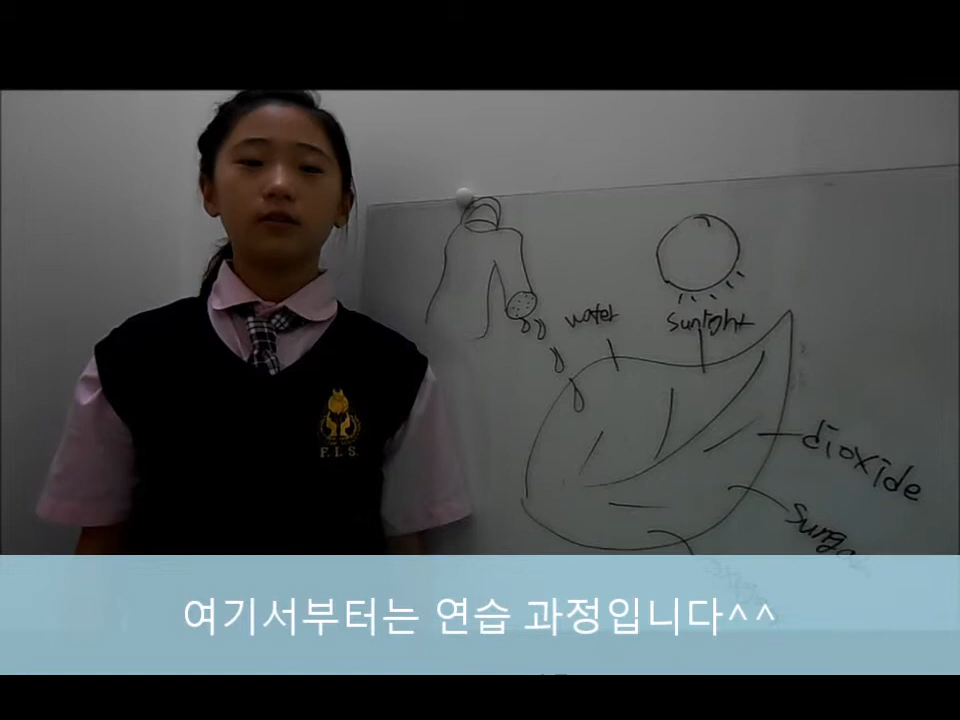 water
sunlight
dioxide
F. I. S.
여기서부터는 연습 과정입니다^^